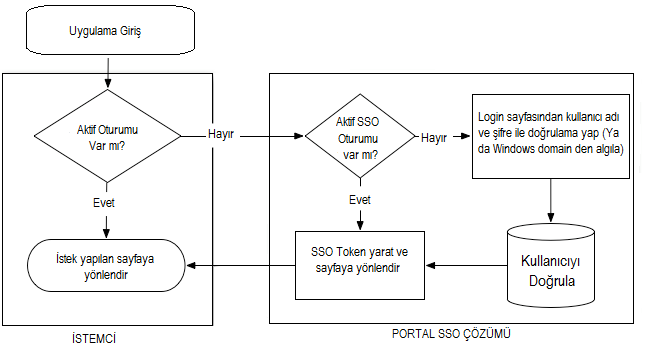 Uygulama Giriş
Aktif Oturumu
Var mı?
Hayır
Evet
İstek yapılan sayfaya
yönlendir
İSTEMCİ
Aktif SSO
Oturumu
var mı?
Hayır
Evet
Login sayfasından kullanıcı adı
ve şifre ile doğrulama yap (Ya
da Windows domain den algıla)
SSO Token yarat ve
sayfaya yönlendir
Kullanıcıyı
Doğrula
PORTAL SSO ÇÖZÜMÜ